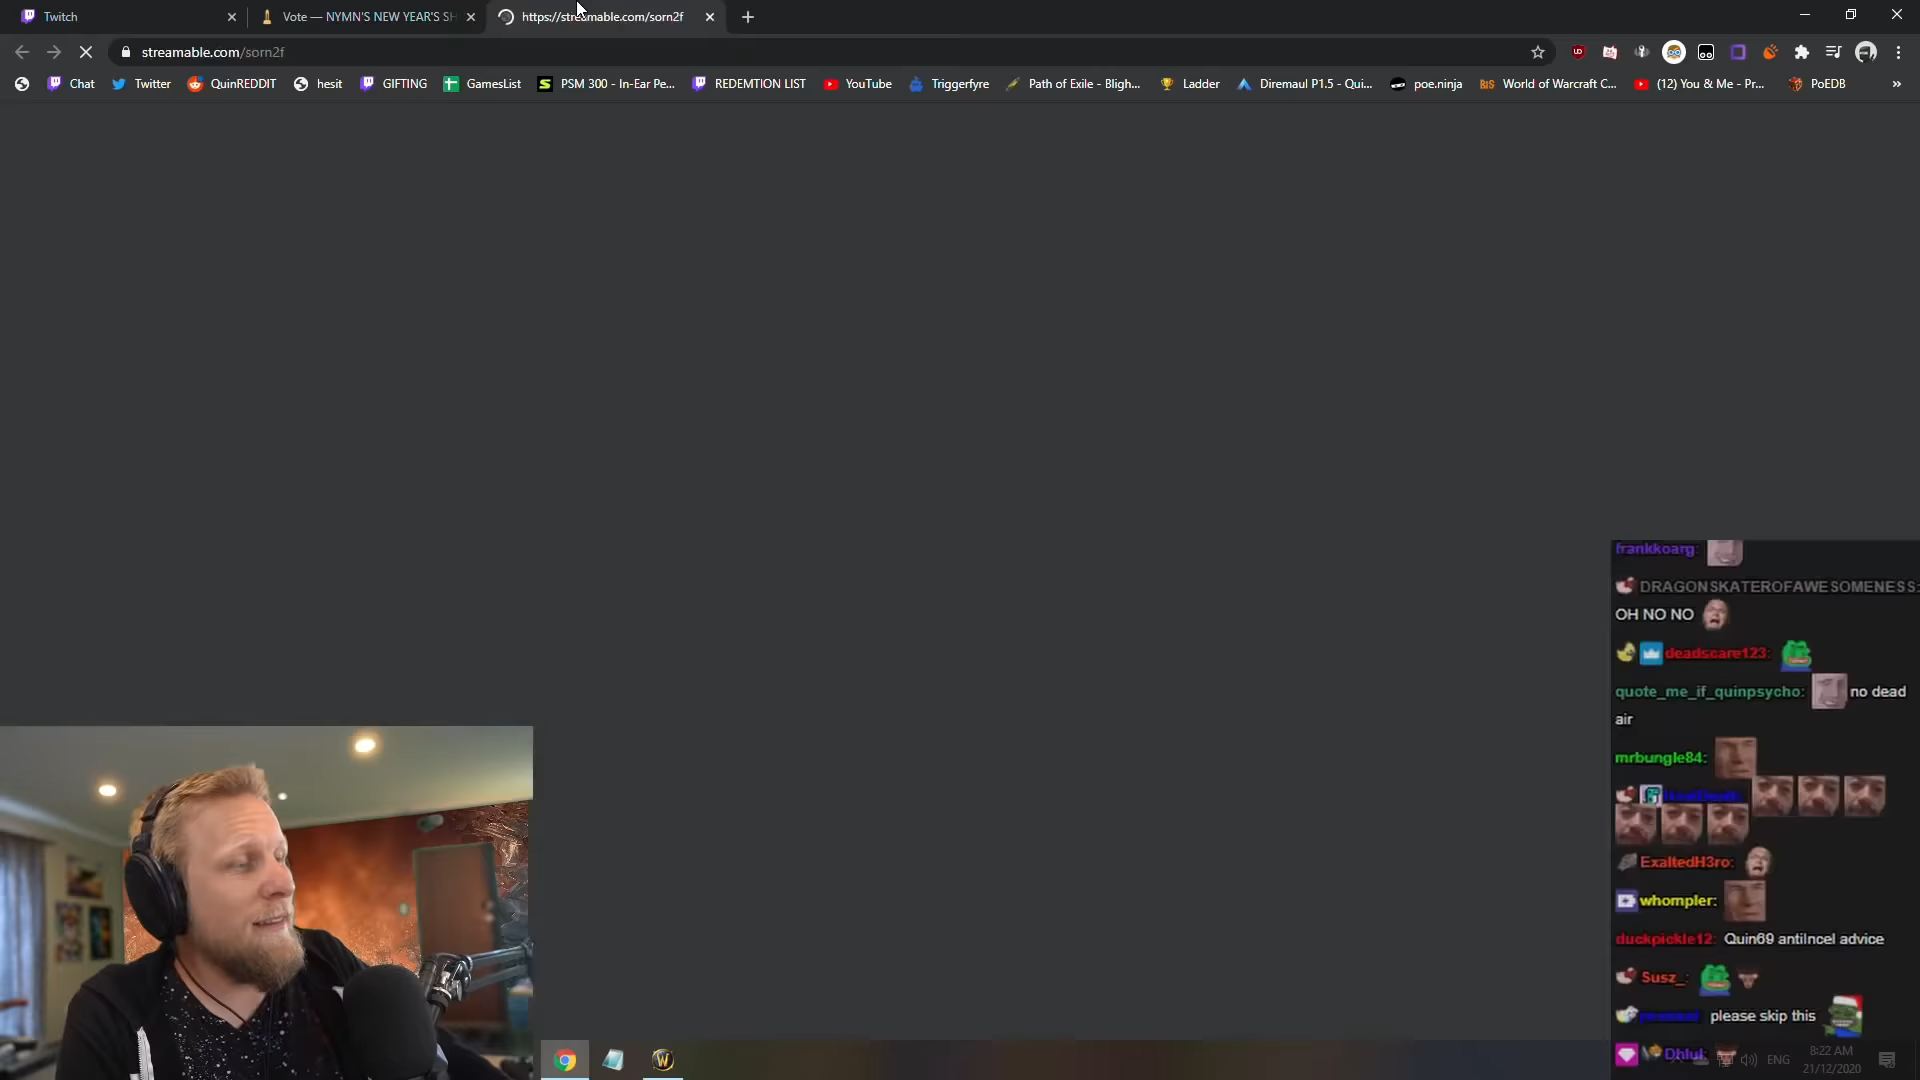 Twitch
Vote — NYMN'S NEW YEAR'S SH
https://streamable.com/sorn2f
streamable.com/sorn2f
Chat
Twitter
QuinREDDIT
hesit
GIFTING
GamesList
PSM 300 - In-Ear Pe...
REDEMTION LIST
YouTube
Triggerfyre
Path of Exile - Bligh...
Ladder
Diremaul P1.5 - Qui...
poe.ninja
BiS World of Warcraft C...
(12) You & Me - Pr...
PoEDB
»
frankkoarg:
DRAGONSKATEROFAWESOMENESS:
OH NO NO
deadscare123:
quote_me_if_quinpsycho: no dead
air
mrbungle84:
ExaltedH3ro:
whompler:
duckpickle12: Quin69 antiIncel advice
Susz_:
please skip this
Dhlul:
ENG
8:22 AM
21/12/2020